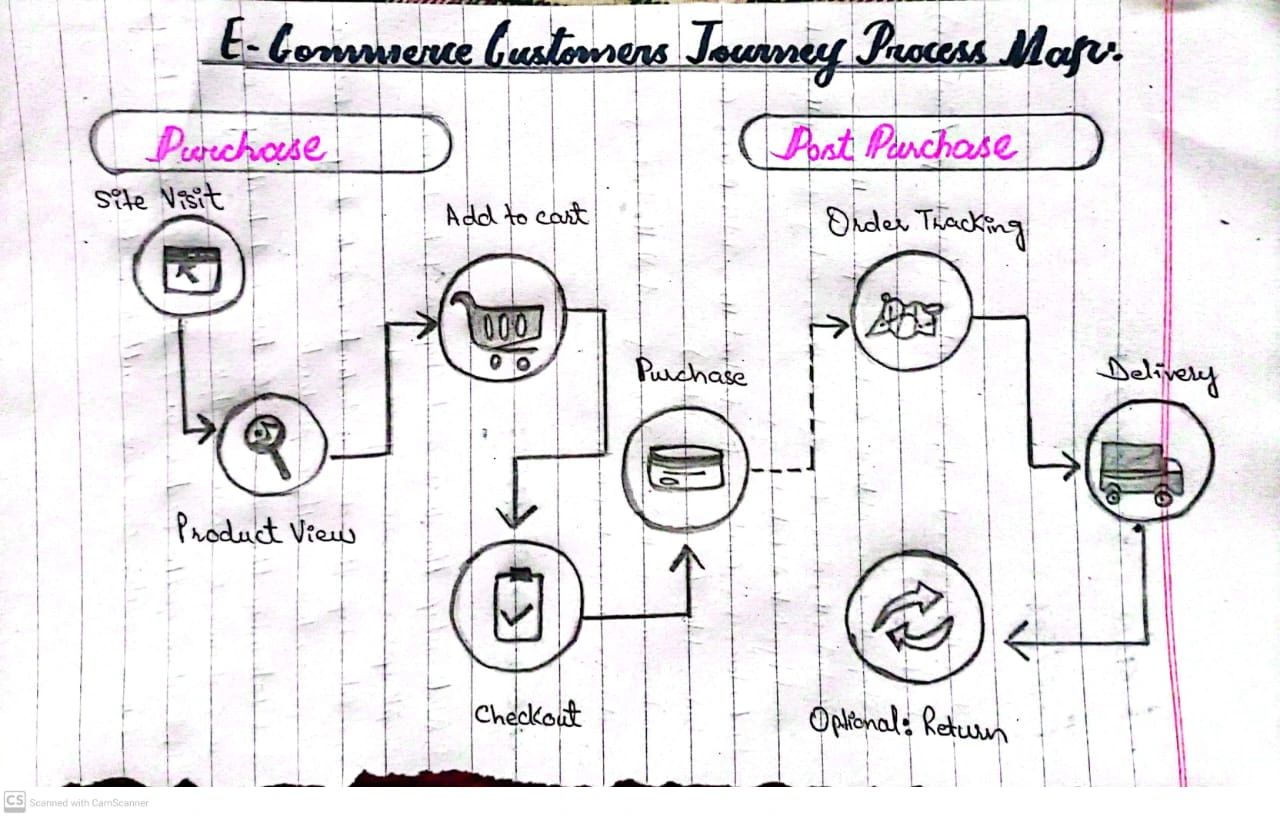 E-Commerce Customers Journey Process Map:
Purchase
Post Purchase
Site Visit
Add to cart
Order Tracking
Purchase
Delivery
Product View
Checkout
Optional: Return
CS Scanned with CamScanner